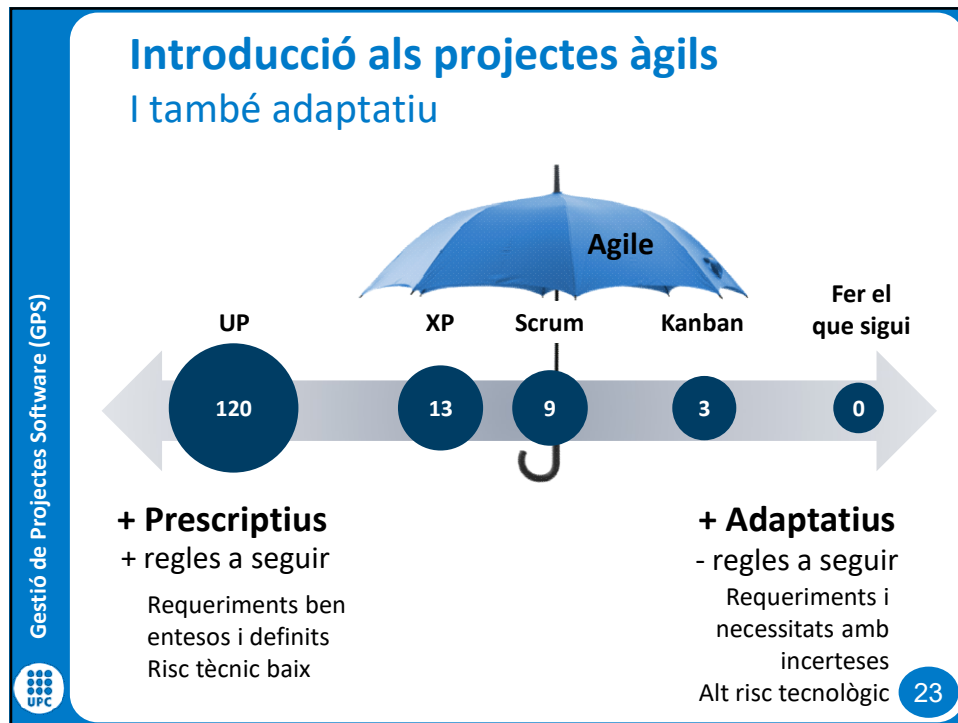 Introducció als projectes àgils
I també adaptatiu
Agile
UP
XP
Scrum
Kanban
Fer el
que sigui
120
13
9
3
0
+ Prescriptius
+ regles a seguir
Requeriments ben
entesos i definits
Risc tècnic baix
+ Adaptatius
- regles a seguir
Requeriments i
necessitats amb
incerteses
Alt risc tecnològic
Gestió de Projectes Software (GPS)
UPC
23